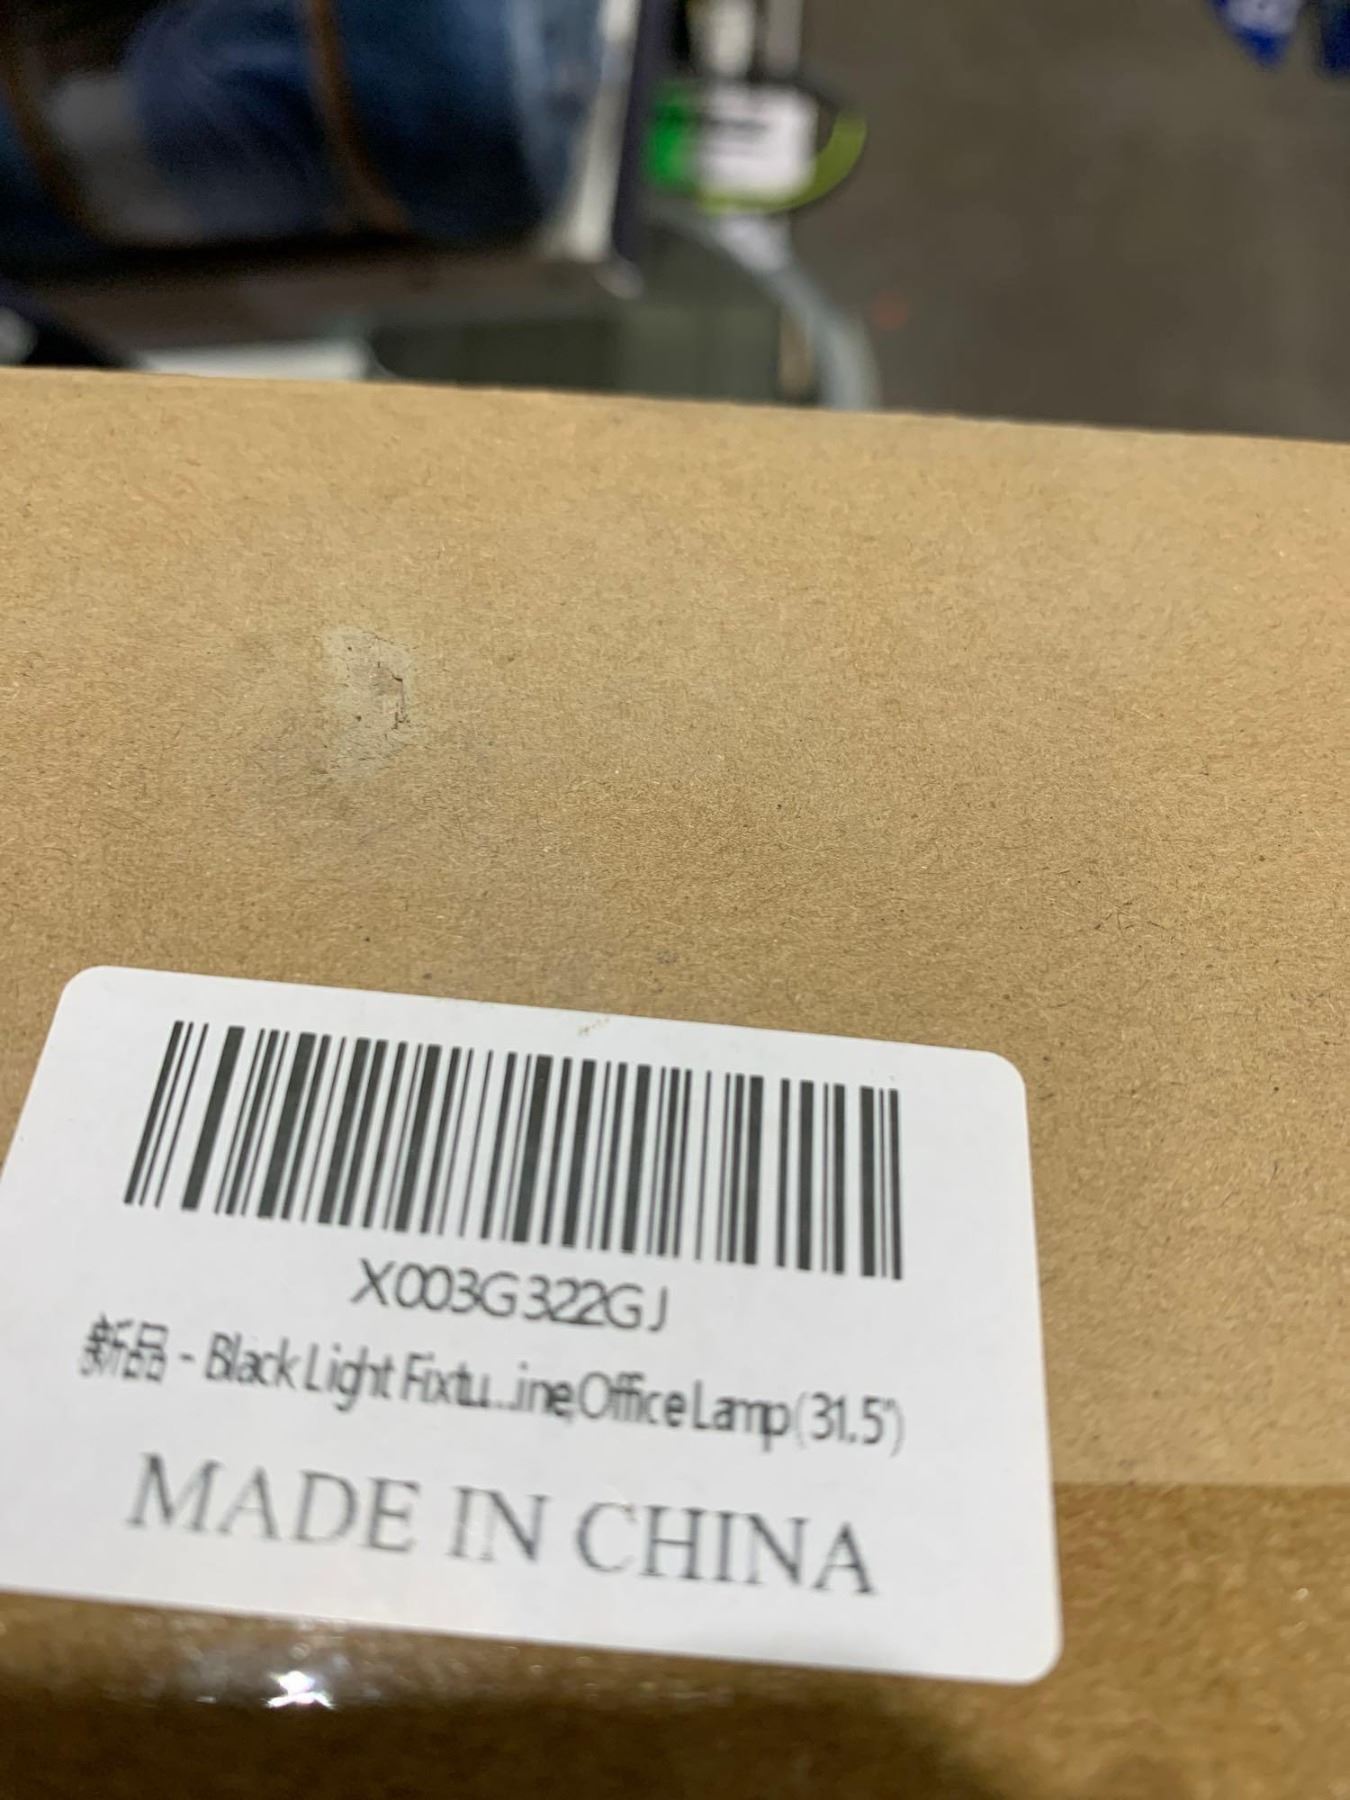 X003G322GJ
新品 - Black Light Fixtu...ine,Office Lamp(31.5")
MADE IN CHINA